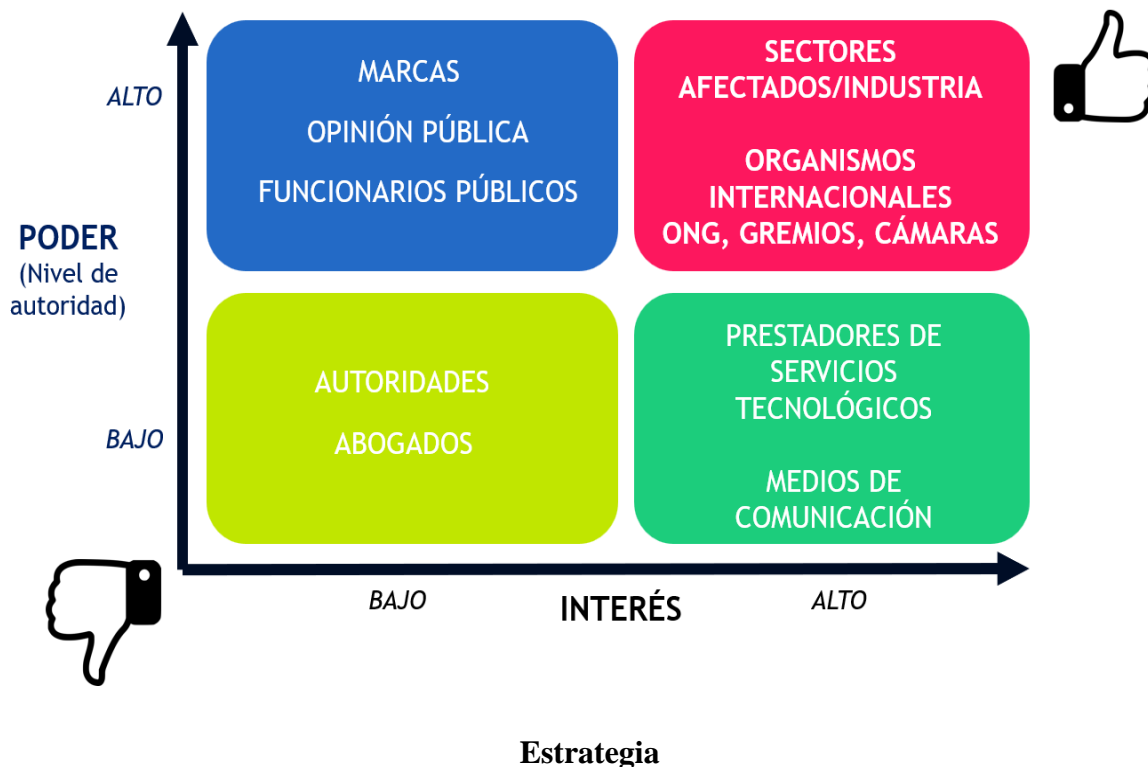 ALTO
PODER
(Nivel de
autoridad)
BAJO
MARCAS
OPINIÓN PÚBLICA
FUNCIONARIOS PÚBLICOS
SECTORES
AFECTADOS/INDUSTRIA
ORGANISMOS
INTERNACIONALES
ONG, GREMIOS, CÁMARAS
AUTORIDADES
ABOGADOS
PRESTADORES DE
SERVICIOS
TECNOLÓGICOS
MEDIOS DE
COMUNICACIÓN
BAJO
INTERÉS
ALTO
Estrategia